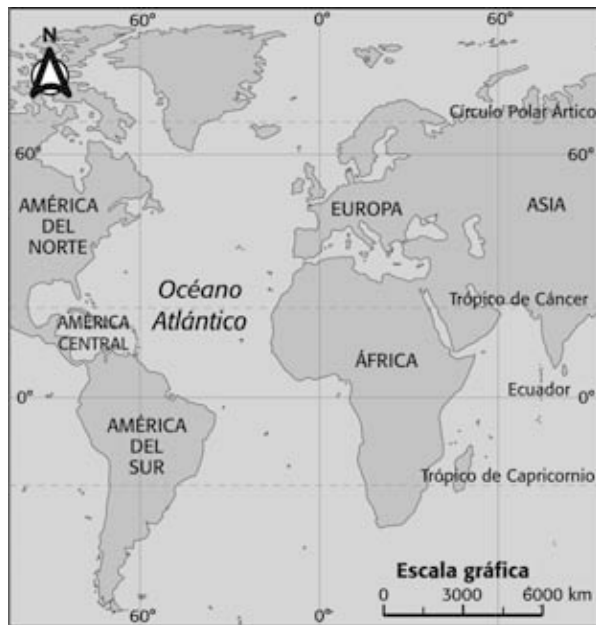 60° 0° 60°
N
Círculo Polar Ártico
60° 60°
AMÉRICA
DEL
NORTE
EUROPA
ASIA
Océano
Atlántico
Trópico de Cáncer
AMÉRICA
CENTRAL
ÁFRICA
Ecuador
0° 0°
AMÉRICA
DEL
SUR
Trópico de Capricornio
Escala gráfica
0 3000 6000 km
60° 0°